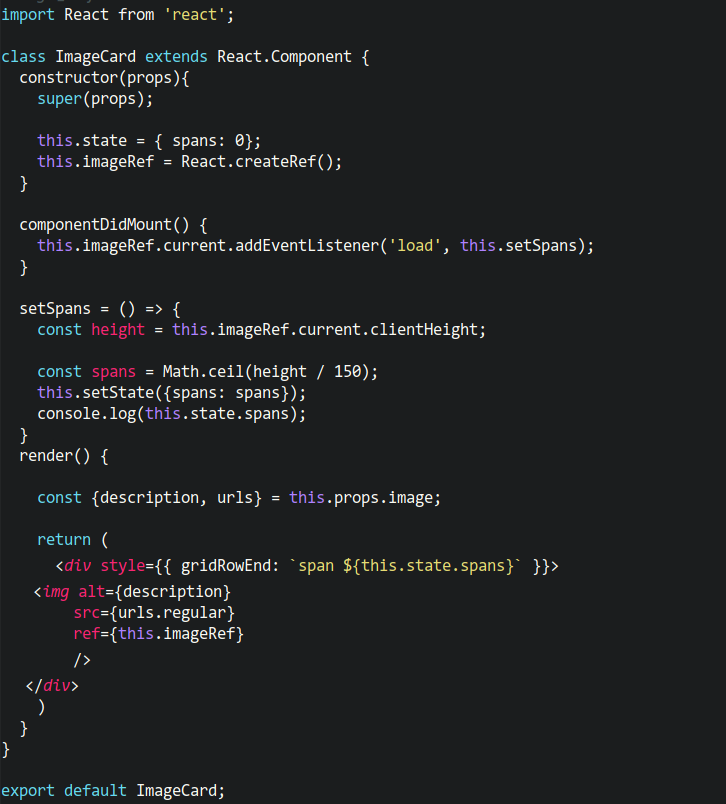 import React from 'react';
class ImageCard extends React.Component {
constructor(props){
super(props);
this.state = { spans: 0};
this.imageRef = React.createRef();
}
componentDidMount() {
this.imageRef.current.addEventListener('load', this.setSpans);
}
setSpans = () => {
const height = this.imageRef.current.clientHeight;
const spans = Math.ceil(height / 150);
this.setState({spans: spans});
console.log(this.state.spans);
}
render() {
const {description, urls} = this.props.image;
return (
<div style={{ gridRowEnd: `span ${this.state.spans}` }}>
<img alt={description}
src={urls.regular}
ref={this.imageRef}
/>
</div>
)
}
}
export default ImageCard;